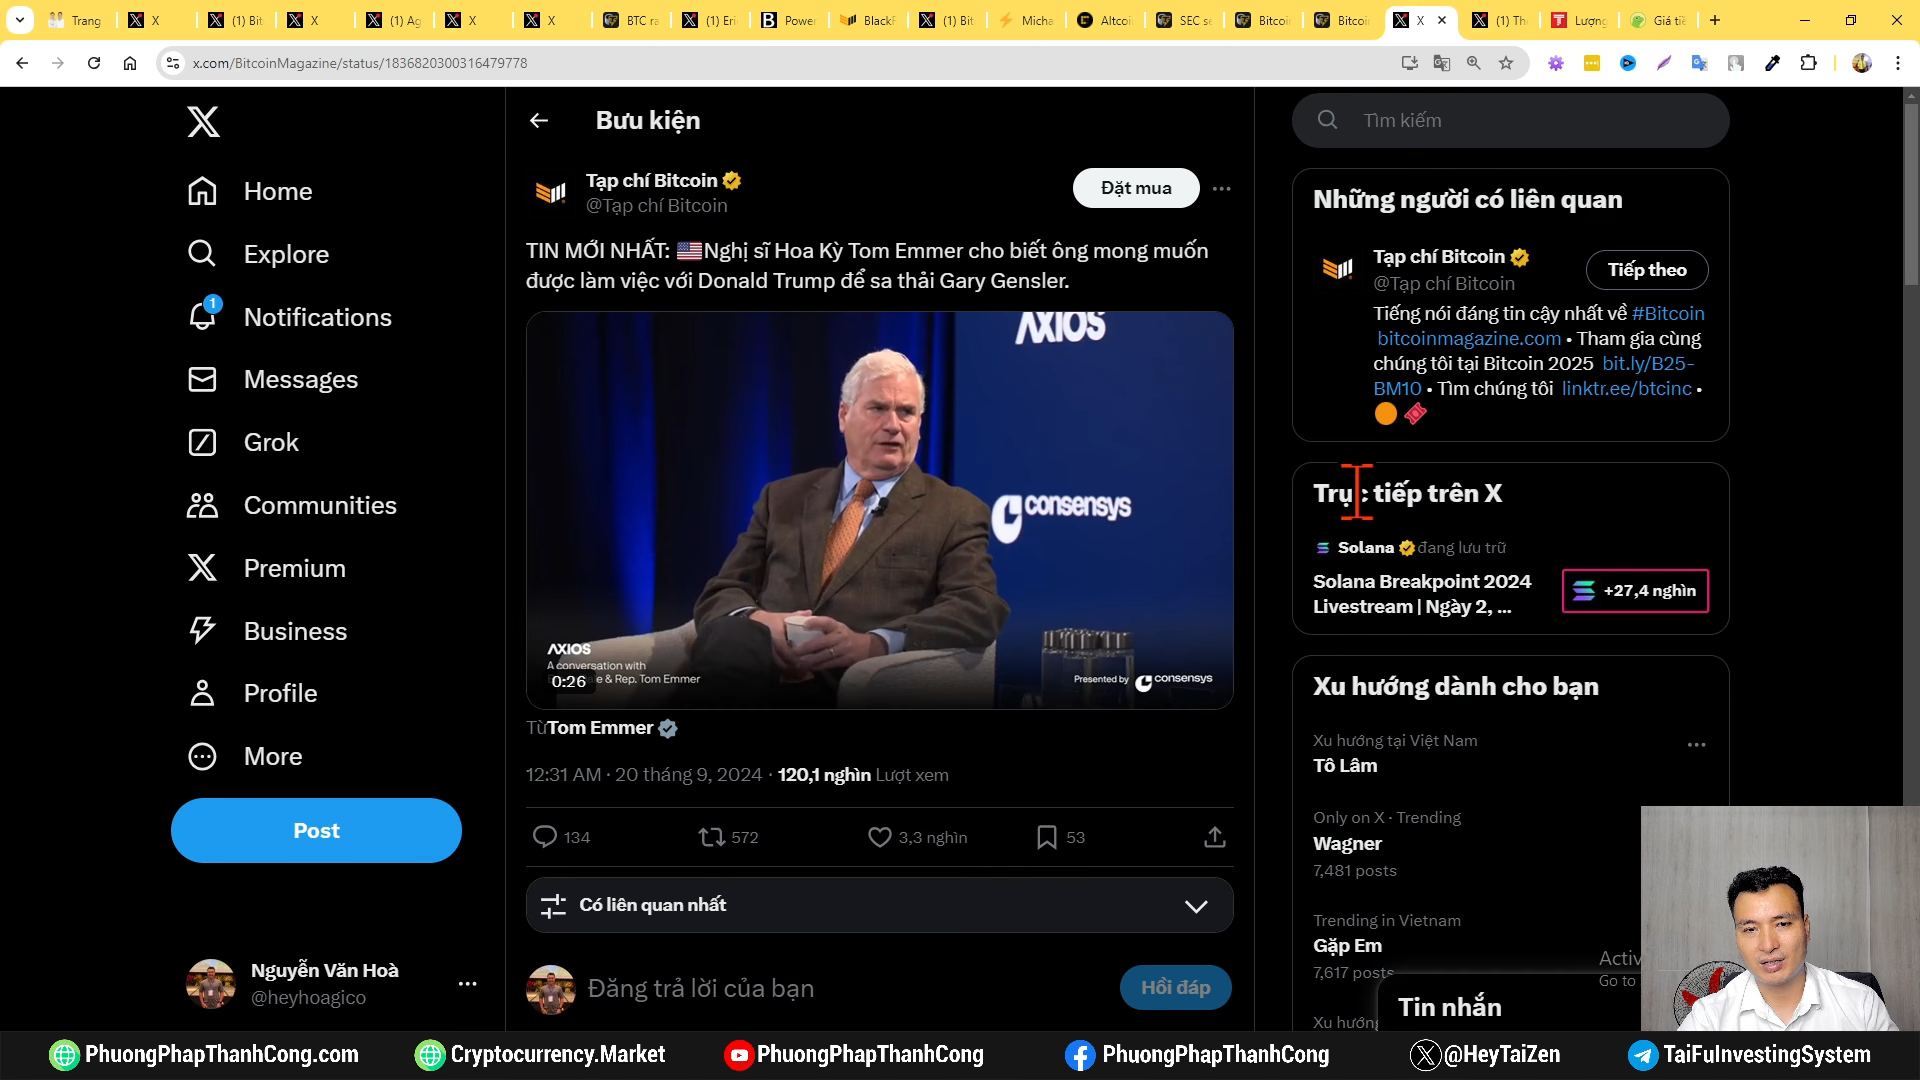 Trang
X
(1) Bit
X
(1) Ag
X
X
BTC ra
(1) Eri
Power
BlackR
(1) Bit
Micha
Altcoi
SEC s
Bitcoi
Bitcoi
X
(1) Th
Lượng
Giá ti
x.com/BitcoinMagazine/status/1836820300316479778
Home
Explore
1
Notifications
Messages
Grok
Communities
Premium
Business
Profile
More
Post
Nguyễn Văn Hoà
@heyhoagico
Bưu kiện
Tạp chí Bitcoin
@Tạp chí Bitcoin
Đặt mua
TIN MỚI NHẤT: 🇺🇸Nghị sĩ Hoa Kỳ Tom Emmer cho biết ông mong muốn
được làm việc với Donald Trump để sa thải Gary Gensler.
AXIOS
consensys
AXIOS
A conversation with
e & Rep. Tom Emmer
0:26
Presented by consensys
TừTom Emmer
12:31 AM · 20 tháng 9, 2024 · 120,1 nghìn Lượt xem
134
572
3,3 nghìn
53
Có liên quan nhất
Đăng trả lời của bạn
Hồi đáp
Tìm kiếm
Những người có liên quan
Tạp chí Bitcoin
@Tạp chí Bitcoin
Tiếp theo
Tiếng nói đáng tin cậy nhất về #Bitcoin
bitcoinmagazine.com • Tham gia cùng
chúng tôi tại Bitcoin 2025 bit.ly/B25-
BM10 • Tìm chúng tôi linktr.ee/btcinc •
Trực tiếp trên X
Solana đang lưu trữ
Solana Breakpoint 2024
Livestream | Ngày 2, ...
+27,4 nghìn
Xu hướng dành cho bạn
Xu hướng tại Việt Nam
Tô Lâm
Only on X · Trending
Wagner
7,481 posts
Trending in Vietnam
Gặp Em
7,617 posts
Xu hướng
Activ
Go to
Tin nhắn
PhuongPhapThanhCong.com
Cryptocurrency.Market
PhuongPhapThanhCong
PhuongPhapThanhCong
@HeyTaiZen
TaiFuInvestingSystem